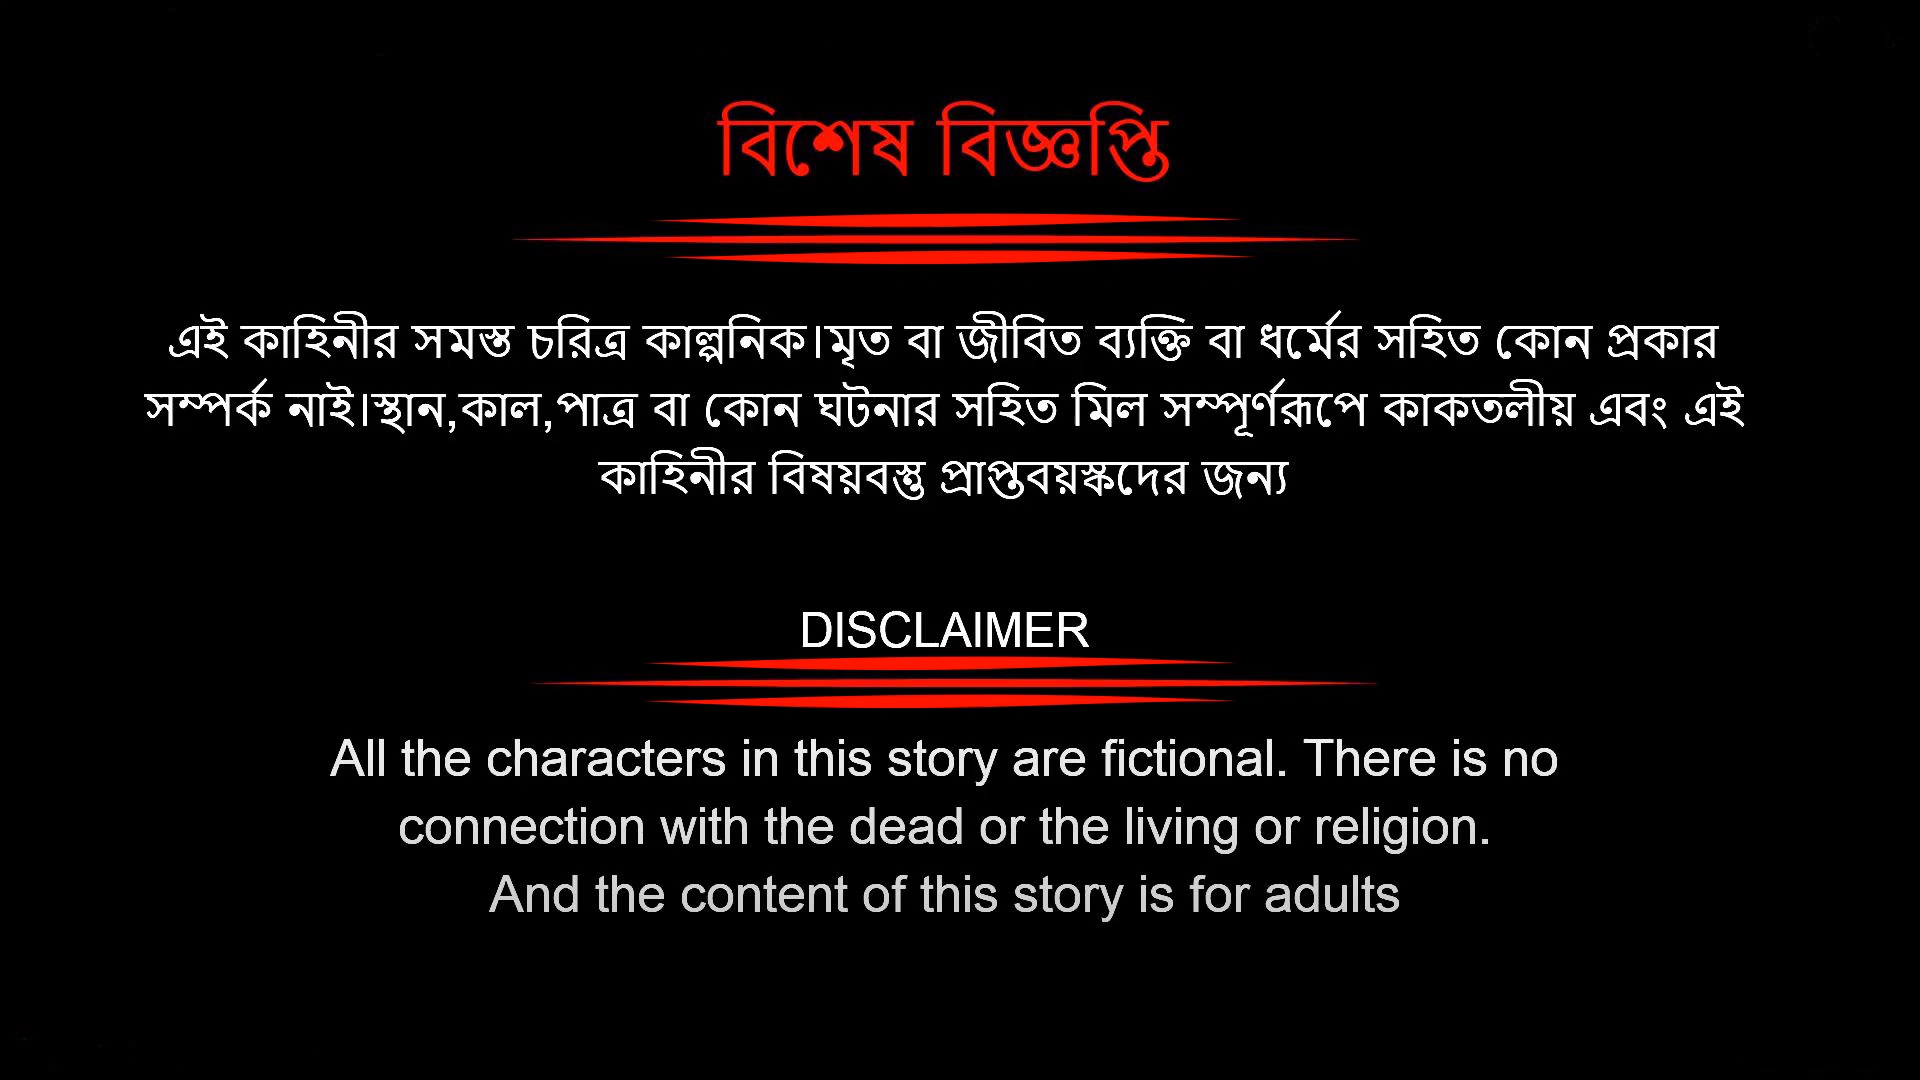 বিশেষ বিজ্ঞপ্তি
এই কাহিনীর সমস্ত চরিত্র কাল্পনিক।মৃত বা জীবিত ব্যক্তি বা ধর্মের সহিত কোন প্রকার
সম্পর্ক নাই।স্থান,কাল,পাত্র বা কোন ঘটনার সহিত মিল সম্পূর্ণরূপে কাকতলীয় এবং এই
কাহিনীর বিষয়বস্তু প্রাপ্তবয়স্কদের জন্য
DISCLAIMER
All the characters in this story are fictional. There is no
connection with the dead or the living or religion.
And the content of this story is for adults